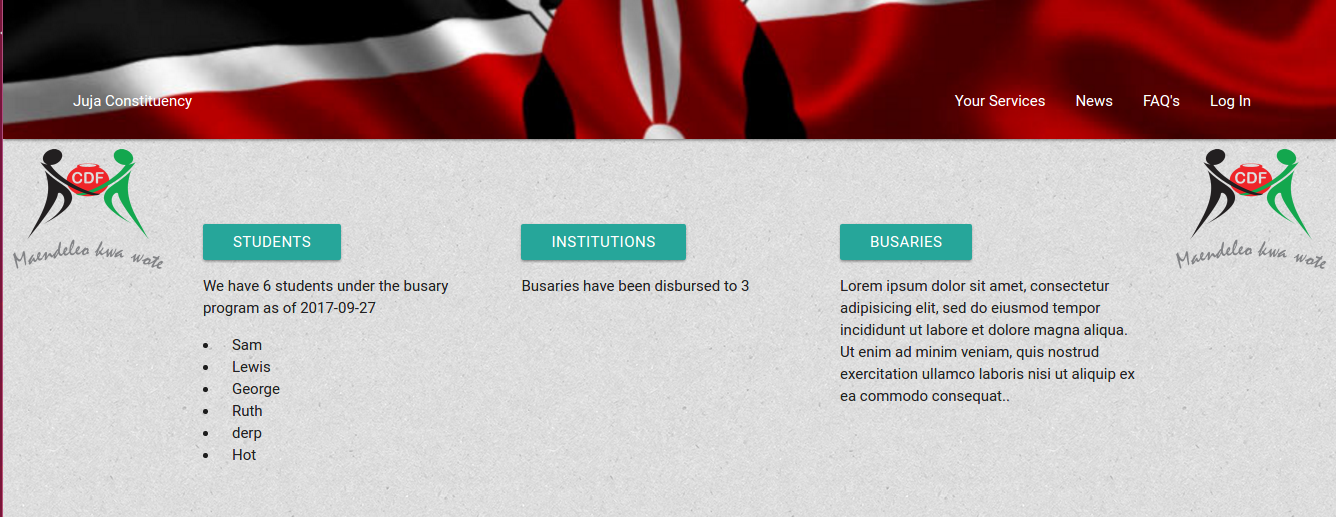 Juja Constituency
Your Services
News
FAQ's
Log In
CDF
Maendeleo kwa wote
CDF
Maendeleo kwa wote
STUDENTS
We have 6 students under the busary
program as of 2017-09-27
Sam
Lewis
George
Ruth
derp
Hot
INSTITUTIONS
Busaries have been disbursed to 3
BUSARIES
Lorem ipsum dolor sit amet, consectetur
adipisicing elit, sed do eiusmod tempor
incididunt ut labore et dolore magna aliqua.
Ut enim ad minim veniam, quis nostrud
exercitation ullamco laboris nisi ut aliquip ex
ea commodo consequat..